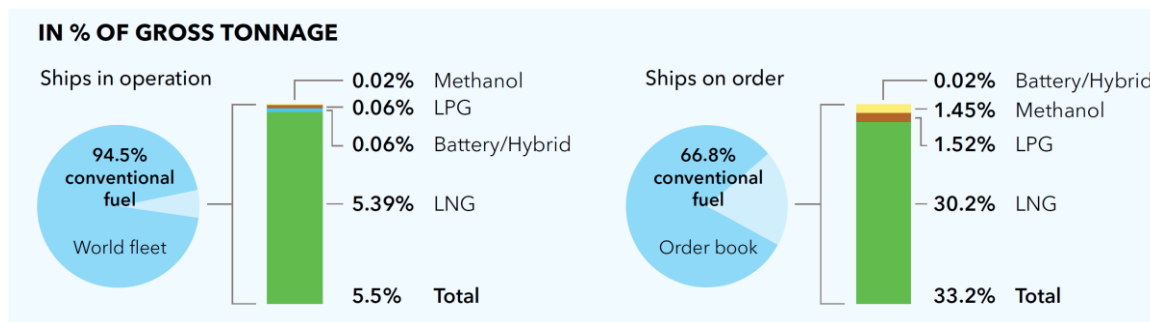 IN % OF GROSS TONNAGE
Ships in operation
94.5%
conventional
fuel
World fleet
0.02% Methanol
0.06% LPG
0.06% Battery/Hybrid
5.39% LNG
5.5% Total
Ships on order
66.8%
conventional
fuel
Order book
0.02% Battery/Hybrid
1.45% Methanol
1.52% LPG
30.2% LNG
33.2% Total